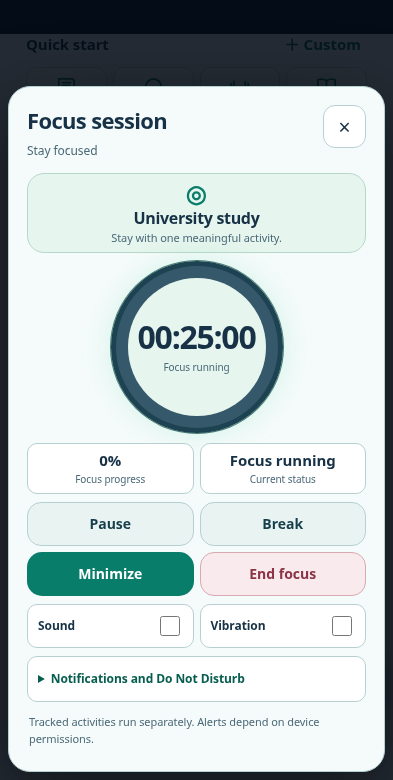 Quick start
+ Custom
Focus session
×
Stay focused
University study
Stay with one meaningful activity.
00:25:00
Focus running
0%
Focus progress
Focus running
Current status
Pause
Break
Minimize
End focus
Sound
Vibration
Notifications and Do Not Disturb
Tracked activities run separately. Alerts depend on device
permissions.